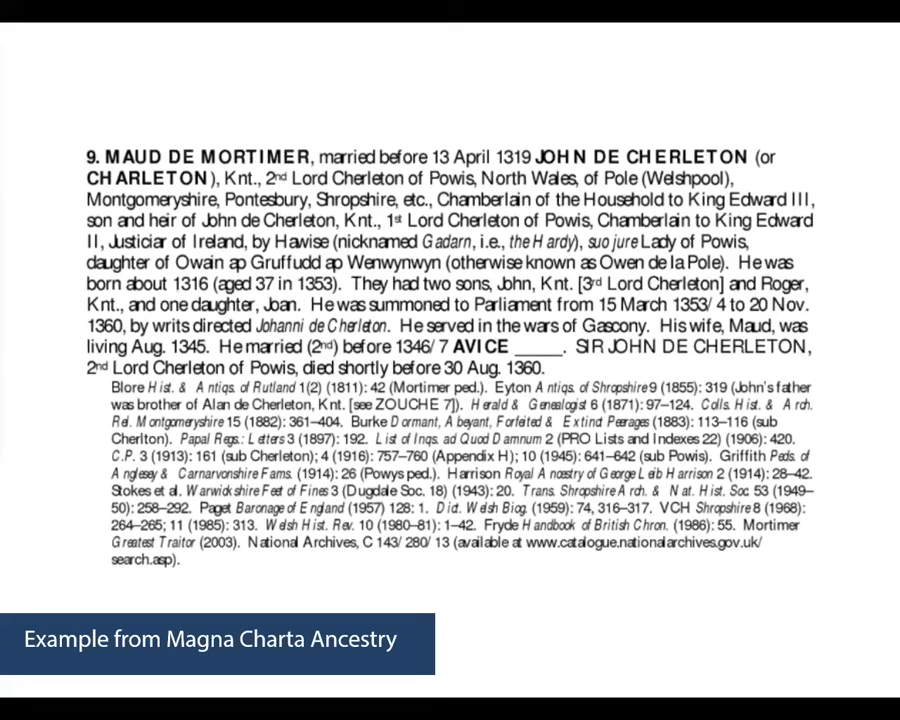 9. MAUD DE MORTIMER, married before 13 April 1319 JOHN DE CHERLETON (or
CHARLETON), Knt., 2nd Lord Cherleton of Powis, North Wales, of Pole (Welshpool),
Montgomeryshire, Pontesbury, Shropshire, etc., Chamberlain of the Household to King Edward III,
son and heir of John de Cherleton, Knt., 1st Lord Cherleton of Powis, Chamberlain to King Edward
II, Justiciar of Ireland, by Hawise (nicknamed Gadarn, i.e., the Hardy), suo jure Lady of Powis,
daughter of Owain ap Gruffudd ap Wenwynwyn (otherwise known as Owen de la Pole). He was
born about 1316 (aged 37 in 1353). They had two sons, John, Knt. [3rd Lord Cherleton] and Roger,
Knt., and one daughter, Joan. He was summoned to Parliament from 15 March 1353/4 to 20 Nov.
1360, by writs directed Johanni de Cherleton. He served in the wars of Gascony. His wife, Maud, was
living Aug. 1345. He married (2nd) before 1346/7 AVICE _____. SIR JOHN DE CHERLETON,
2nd Lord Cherleton of Powis, died shortly before 30 Aug. 1360.
Blore Hist. & Antiqs. of Rutland 1(2) (1811): 42 (Mortimer ped.). Eyton Antiqs. of Shropshire 9 (1855): 319 (John's father
was brother of Alan de Cherleton, Knt. [see ZOUCHE 7]). Herald & Genealogist 6 (1871): 97–124. Colls. Hist. & Arch.
Rel. Montgomeryshire 15 (1882): 361–404. Burke Dormant, Abeyant, Forfeited & Extinct Peerages (1883): 113–116 (sub
Cherlton). Papal Regs.: Letters 3 (1897): 192. List of Inqs. ad Quod Damnum 2 (PRO Lists and Indexes 22) (1906): 420.
C.P. 3 (1913): 161 (sub Cherleton); 4 (1916): 757–760 (Appendix H); 10 (1945): 641–642 (sub Powis). Griffith Peds. of
Anglesey & Carnarvonshire Fams. (1914): 26 (Powys ped.). Harrison Royal Ancestry of George Leib Harrison 2 (1914): 28–42.
Stokes et al. Warwickshire Feet of Fines 3 (Dugdale Soc. 18) (1943): 20. Trans. Shropshire Arch. & Nat. Hist. Soc. 53 (1949–
50): 258–292. Paget Baronage of England (1957) 128: 1. Dict. Welsh Biog. (1959): 74, 316–317. VCH Shropshire 8 (1968):
264–265; 11 (1985): 313. Welsh Hist. Rev. 10 (1980–81): 1–42. Fryde Handbook of British Chron. (1986): 55. Mortimer
Greatest Traitor (2003). National Archives, C 143/280/13 (available at www.catalogue.nationalarchives.gov.uk/
search.asp).
Example from Magna Charta Ancestry